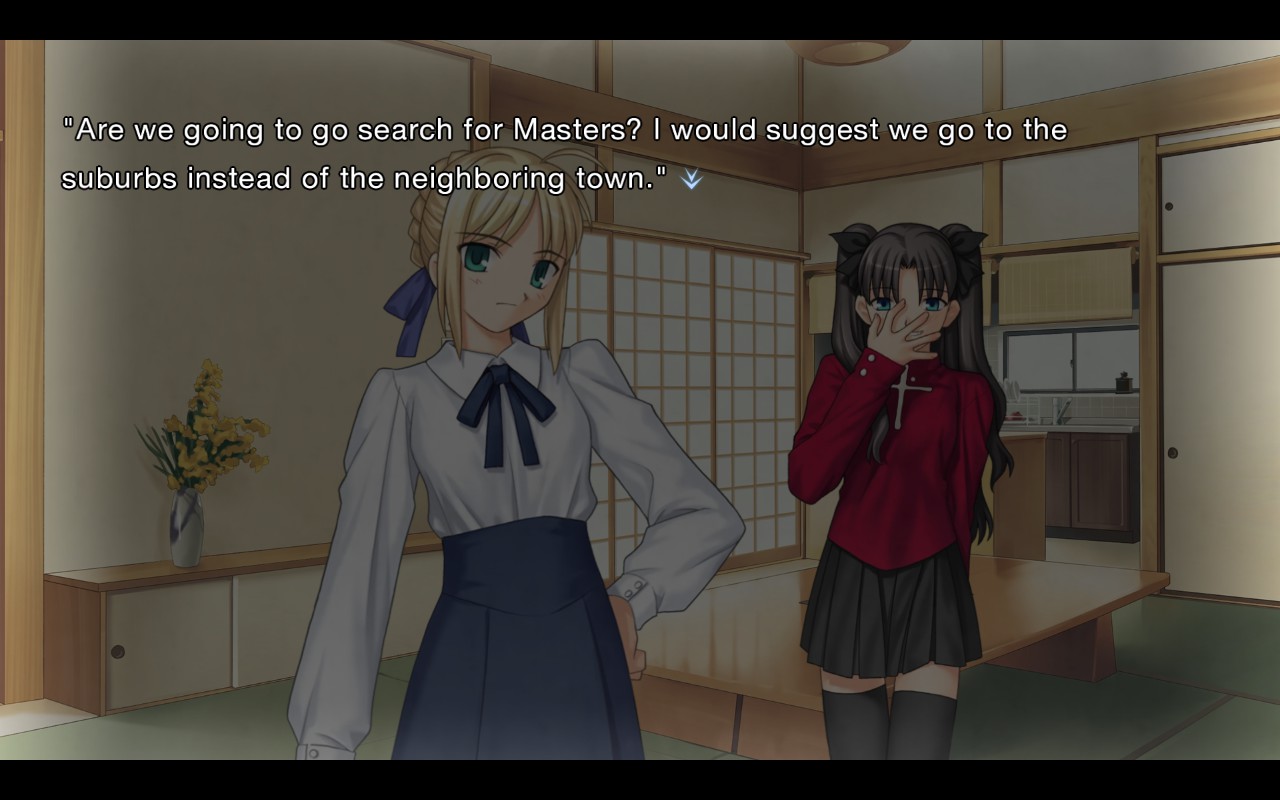 "Are we going to go search for Masters? I would suggest we go to the
suburbs instead of the neighboring town."